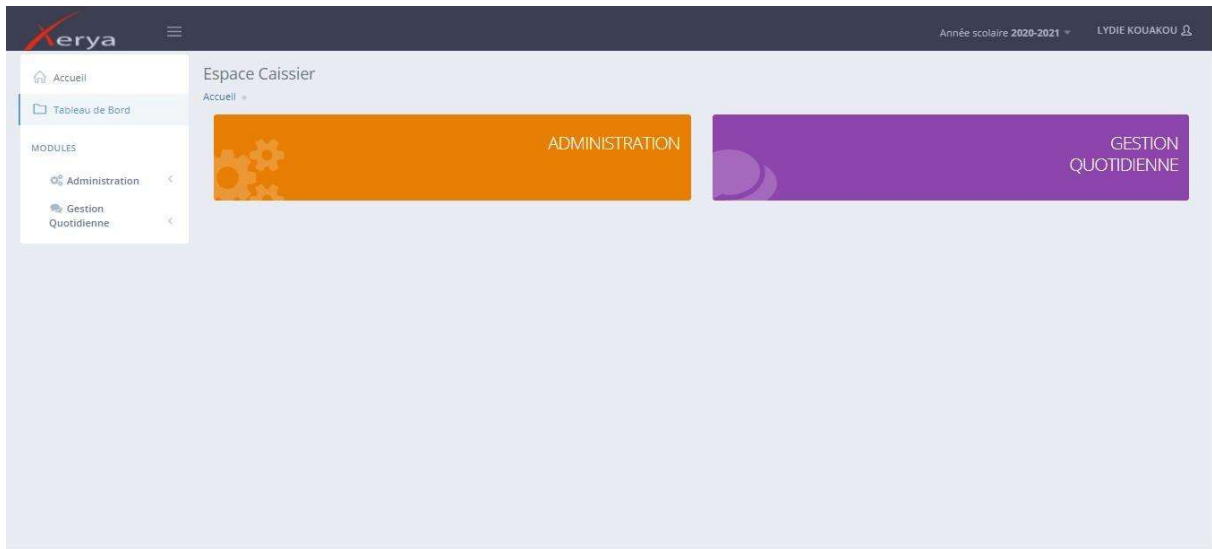 Xerya
Année scolaire 2020-2021
LYDIE KOUAKOU
Accueil
Tableau de Bord
MODULES
Administration
Gestion
Quotidienne
Espace Caissier
Accueil
ADMINISTRATION
GESTION
QUOTIDIENNE